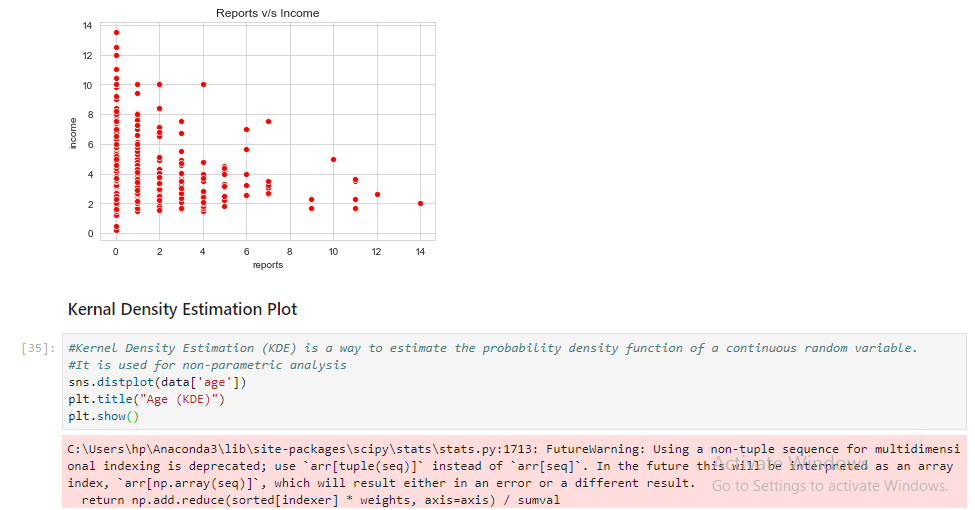 Reports v/s Income
14
12
10
8
6
4
2
0
income
0 2 4 6 8 10 12 14
reports
Kernal Density Estimation Plot
[35]: #Kernel Density Estimation (KDE) is a way to estimate the probability density function of a continuous random variable.
#It is used for non-parametric analysis
sns.distplot(data['age'])
plt.title("Age (KDE)")
plt.show()
C:\Users\hp\Anaconda3\lib\site-packages\scipy\stats\stats.py:1713: FutureWarning: Using a non-tuple sequence for multidimensi
onal indexing is deprecated; use `arr[tuple(seq)]` instead of `arr[seq]`. In the future this will be interpreted as an array
index, `arr[np.array(seq)]`, which will result either in an error or a different result.
return np.add.reduce(sorted[indexer] * weights, axis=axis) / sumval
Activate Windows
Go to Settings to activate Windows.